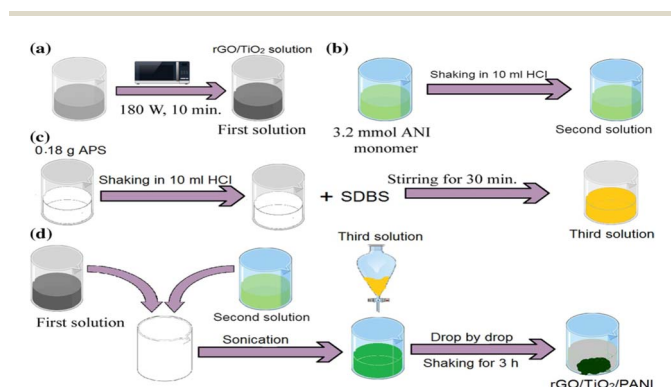 (a)
rGO/TiO₂ solution
180 W, 10 min.
First solution
(b)
Shaking in 10 ml HCl
3.2 mmol ANI
monomer
Second solution
(c)
0.18 g APS
Shaking in 10 ml HCl
+ SDBS
Stirring for 30 min.
Third solution
(d)
First solution
Second solution
Sonication
Third solution
Drop by drop
Shaking for 3 h
rGO/TiO₂/PANI